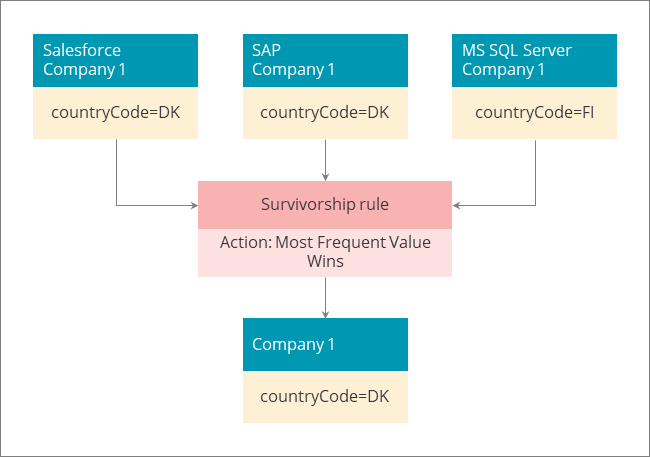 Salesforce
Company 1
countryCode=DK
SAP
Company 1
countryCode=DK
MS SQL Server
Company 1
countryCode=FI
Survivorship rule
Action: Most Frequent Value
Wins
Company 1
countryCode=DK